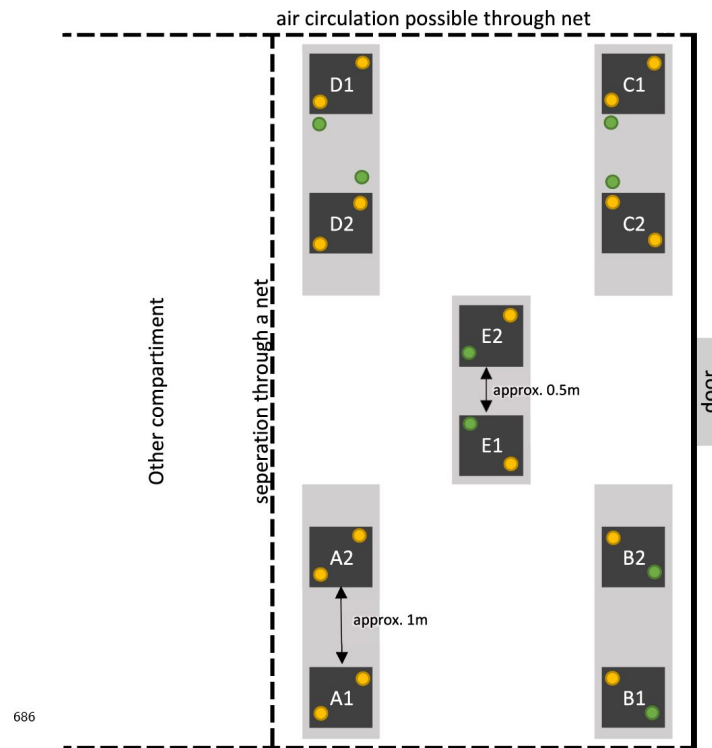 air circulation possible through net
D1
C1
D2
C2
Other compartiment
seperation through a net
E2
door
approx. 0.5m
E1
A2
B2
approx. 1m
A1
B1
686